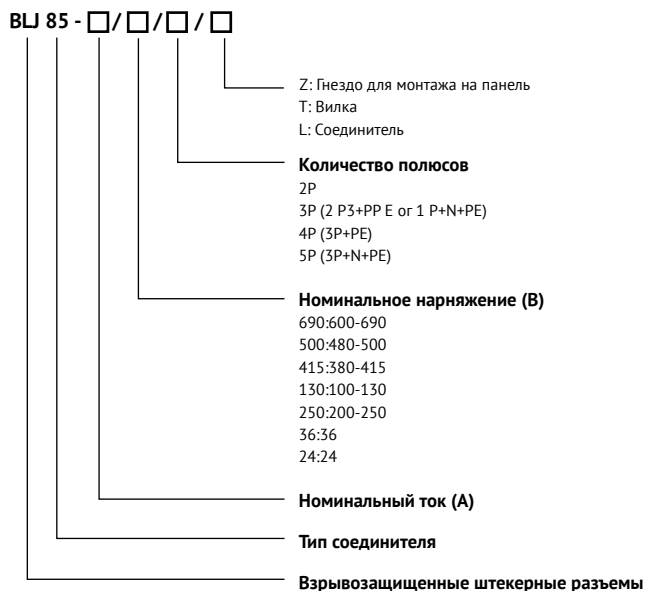 BLJ 85 - □/□/□/□
Z: Гнездо для монтажа на панель
T: Вилка
L: Соединитель
Количество полюсов
2P
3P (2 P3+PP E ог 1 P+N+PE)
4P (3P+PE)
5P (3P+N+PE)
Номинальное нарняжение (В)
690:600-690
500:480-500
415:380-415
130:100-130
250:200-250
36:36
24:24
Номинальный ток (А)
Тип соединителя
Взрывозащищенные штекерные разъемы